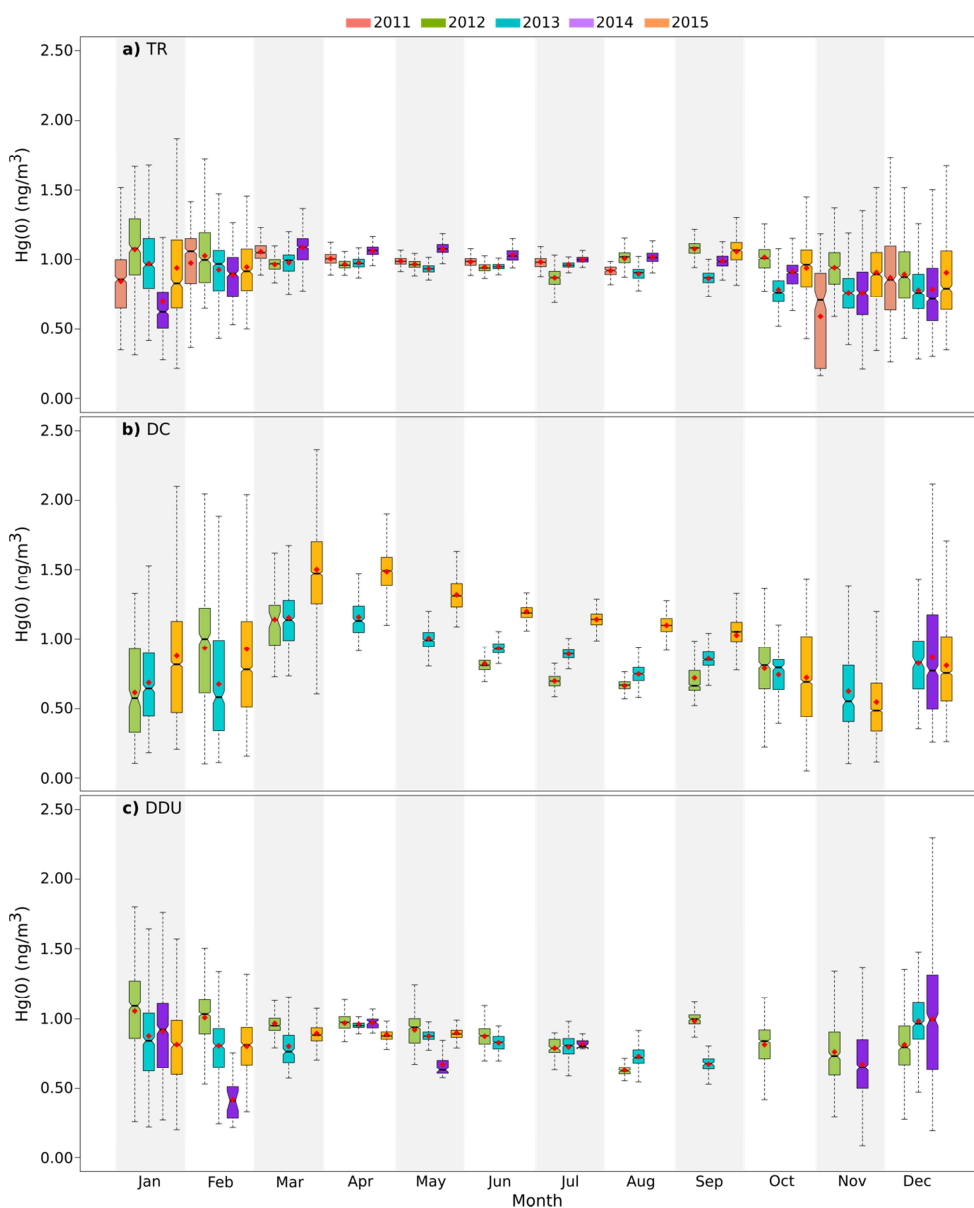 2011 2012 2013 2014 2015
a) TR
2.50
2.00
1.50
1.00
0.50
0.00
Hg(0) (ng/m³)
b) DC
2.50
2.00
1.50
1.00
0.50
0.00
Hg(0) (ng/m³)
c) DDU
2.50
2.00
1.50
1.00
0.50
0.00
Hg(0) (ng/m³)
Jan Feb Mar Apr May Jun Jul Aug Sep Oct Nov Dec
Month